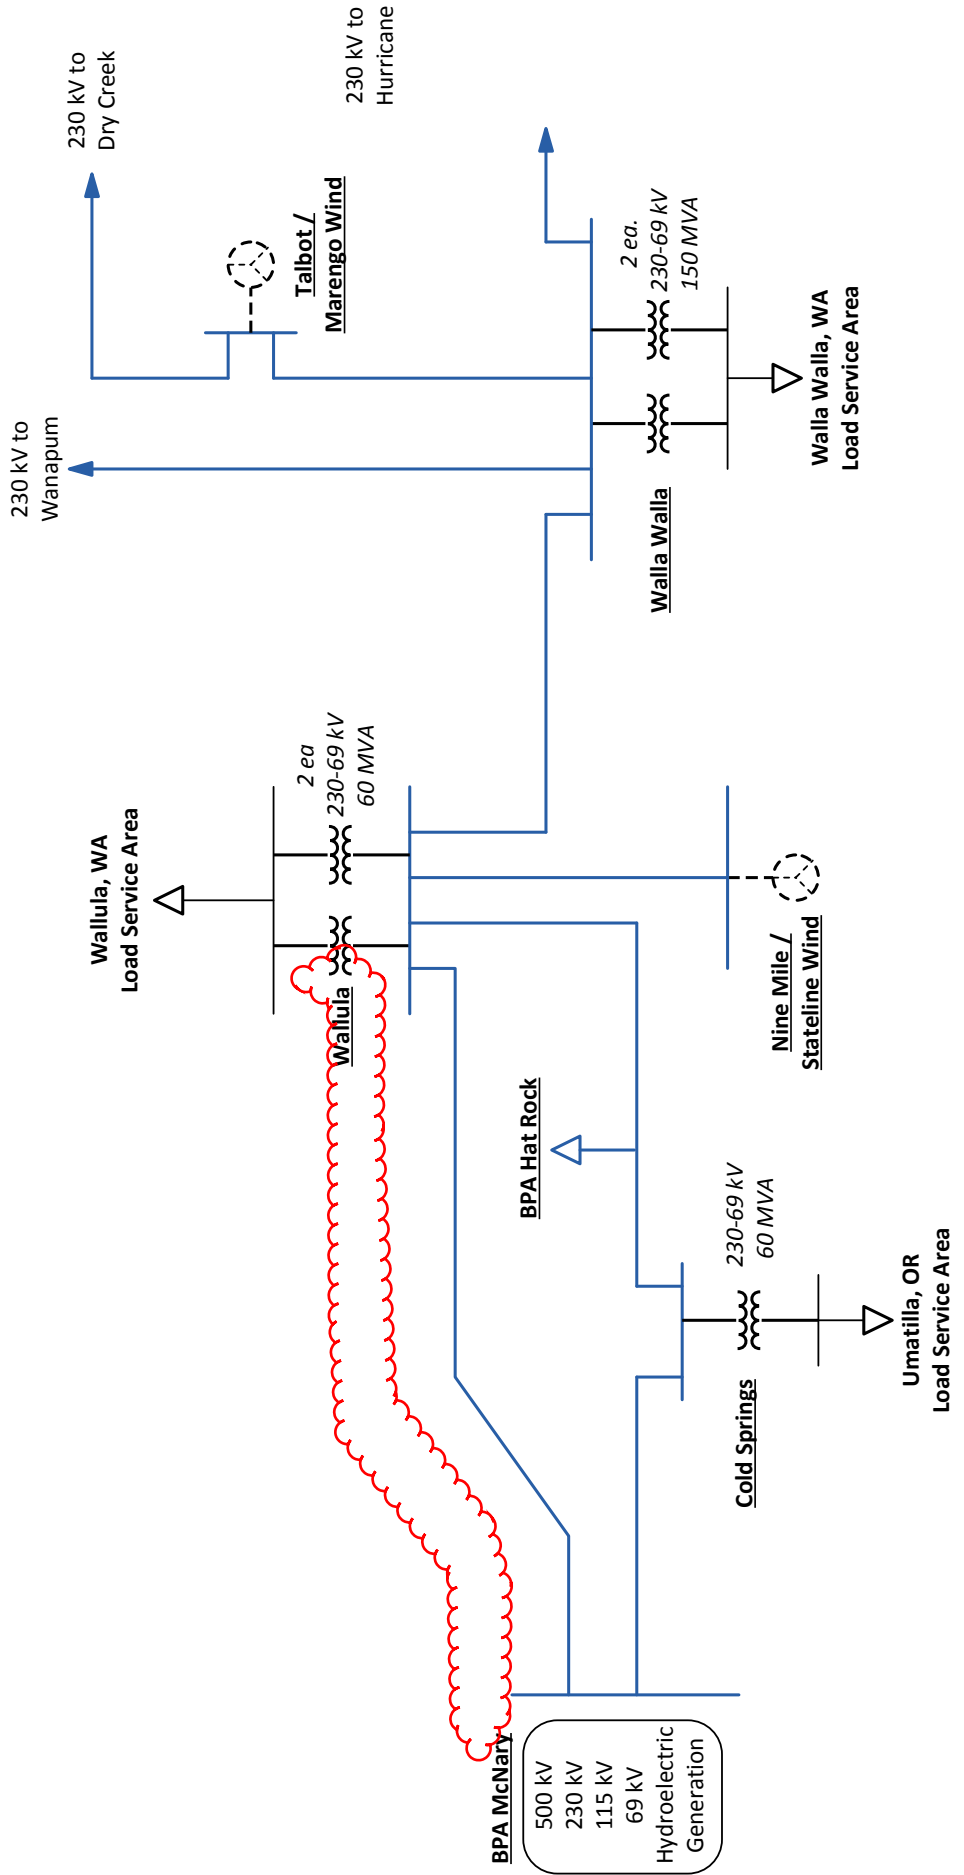 230 kV to
Dry Creek
230 kV to
Hurricane
230 kV to
Wanapum
Talbot /
Marengo Wind
2 ea.
230-69 kV
150 MVA
Walla Walla
Walla Walla, WA
Load Service Area
Wallula, WA
Load Service Area
2 ea
230-69 kV
60 MVA
Wallula
Nine Mile /
Stateline Wind
BPA Hat Rock
230-69 kV
60 MVA
Cold Springs
Umatilla, OR
Load Service Area
BPA McNary
500 kV
230 kV
115 kV
69 kV
Hydroelectric
Generation